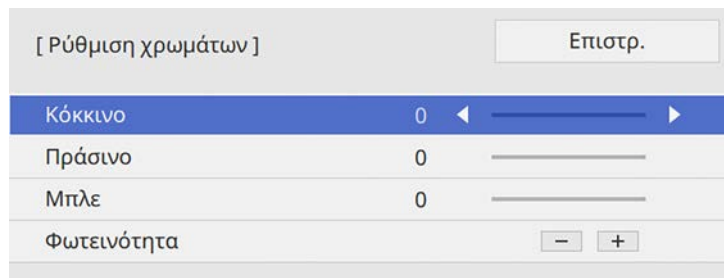 [ Ρύθμιση χρωμάτων ] Επιστρ.
Κόκκινο 0
Πράσινο 0
Μπλε 0
Φωτεινότητα − +